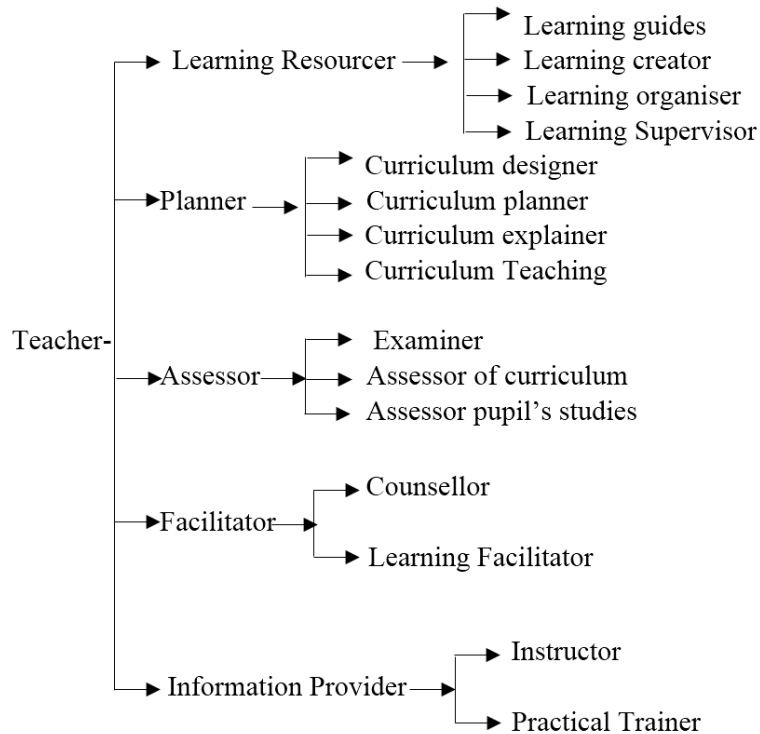 Learning Resourcer
Learning guides
Learning creator
Learning organiser
Learning Supervisor
Planner
Curriculum designer
Curriculum planner
Curriculum explainer
Curriculum Teaching
Teacher-
Assessor
Examiner
Assessor of curriculum
Assessor pupil’s studies
Facilitator
Counsellor
Learning Facilitator
Information Provider
Instructor
Practical Trainer